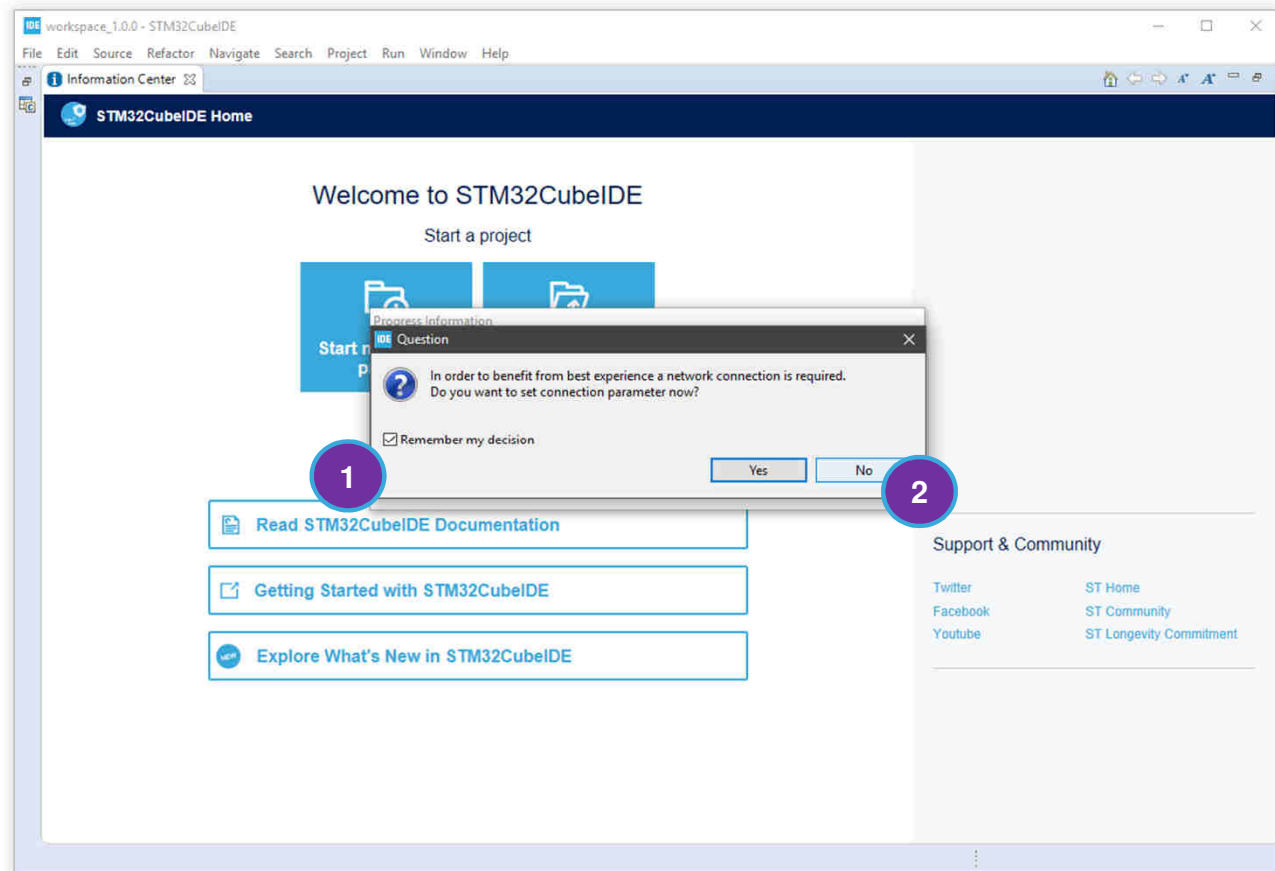 IDE workspace_1.0.0 - STM32CubeIDE
File Edit Source Refactor Navigate Search Project Run Window Help
Information Center
STM32CubeIDE Home
Welcome to STM32CubeIDE
Start a project
Start n
p
Progress Information
IDE Question
In order to benefit from best experience a network connection is required.
Do you want to set connection parameter now?
Remember my decision
Yes No
1
2
Read STM32CubeIDE Documentation
Getting Started with STM32CubeIDE
NEW Explore What's New in STM32CubeIDE
Support & Community
Twitter ST Home
Facebook ST Community
Youtube ST Longevity Commitment